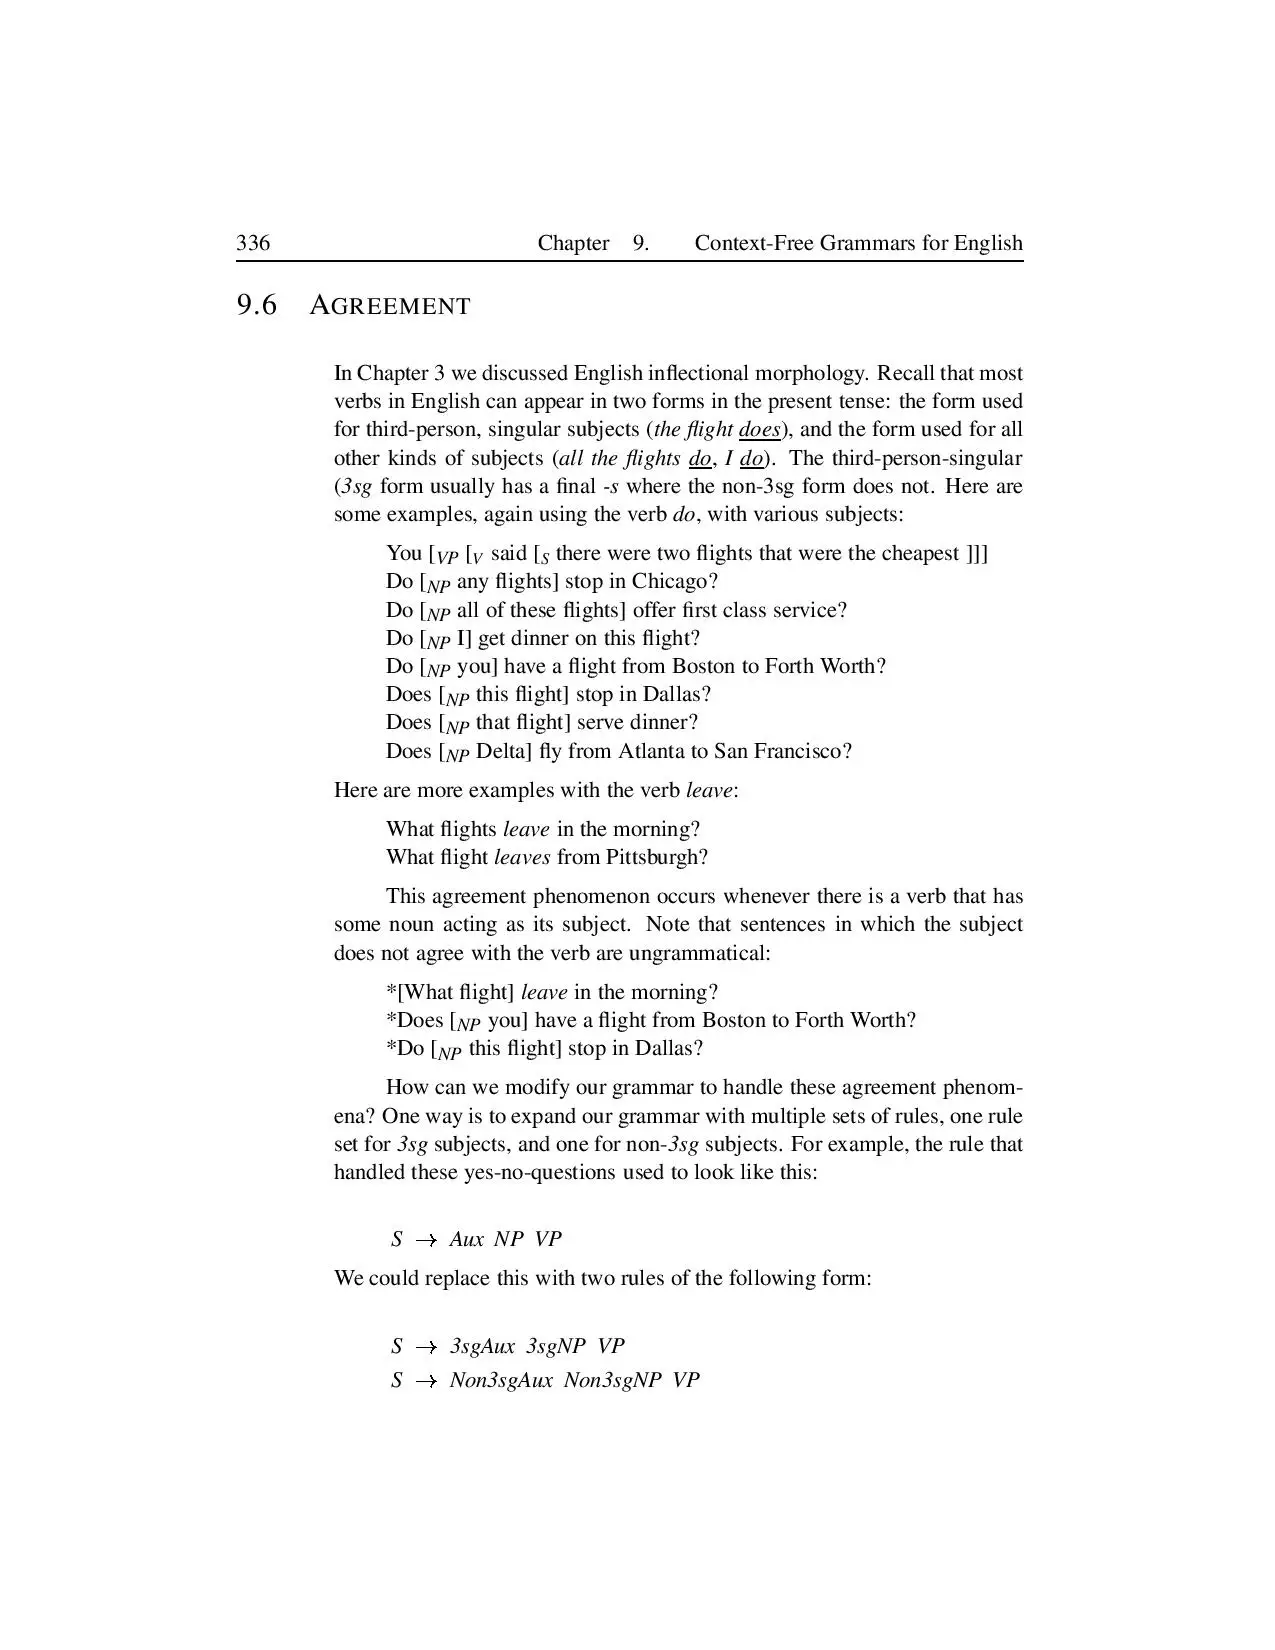 336 Chapter 9. Context-Free Grammars for English
9.6 AGREEMENT
In Chapter 3 we discussed English inflectional morphology. Recall that most
verbs in English can appear in two forms in the present tense: the form used
for third-person, singular subjects (the flight does), and the form used for all
other kinds of subjects (all the flights do, I do). The third-person-singular
(3sg form usually has a final -s where the non-3sg form does not. Here are
some examples, again using the verb do, with various subjects:
You [VP [V said [S there were two flights that were the cheapest ]]]
Do [NP any flights] stop in Chicago?
Do [NP all of these flights] offer first class service?
Do [NP I] get dinner on this flight?
Do [NP you] have a flight from Boston to Forth Worth?
Does [NP this flight] stop in Dallas?
Does [NP that flight] serve dinner?
Does [NP Delta] fly from Atlanta to San Francisco?
Here are more examples with the verb leave:
What flights leave in the morning?
What flight leaves from Pittsburgh?
This agreement phenomenon occurs whenever there is a verb that has
some noun acting as its subject. Note that sentences in which the subject
does not agree with the verb are ungrammatical:
*[What flight] leave in the morning?
*Does [NP you] have a flight from Boston to Forth Worth?
*Do [NP this flight] stop in Dallas?
How can we modify our grammar to handle these agreement phenom-
ena? One way is to expand our grammar with multiple sets of rules, one rule
set for 3sg subjects, and one for non-3sg subjects. For example, the rule that
handled these yes-no-questions used to look like this:
S → Aux NP VP
We could replace this with two rules of the following form:
S → 3sgAux 3sgNP VP
S → Non3sgAux Non3sgNP VP